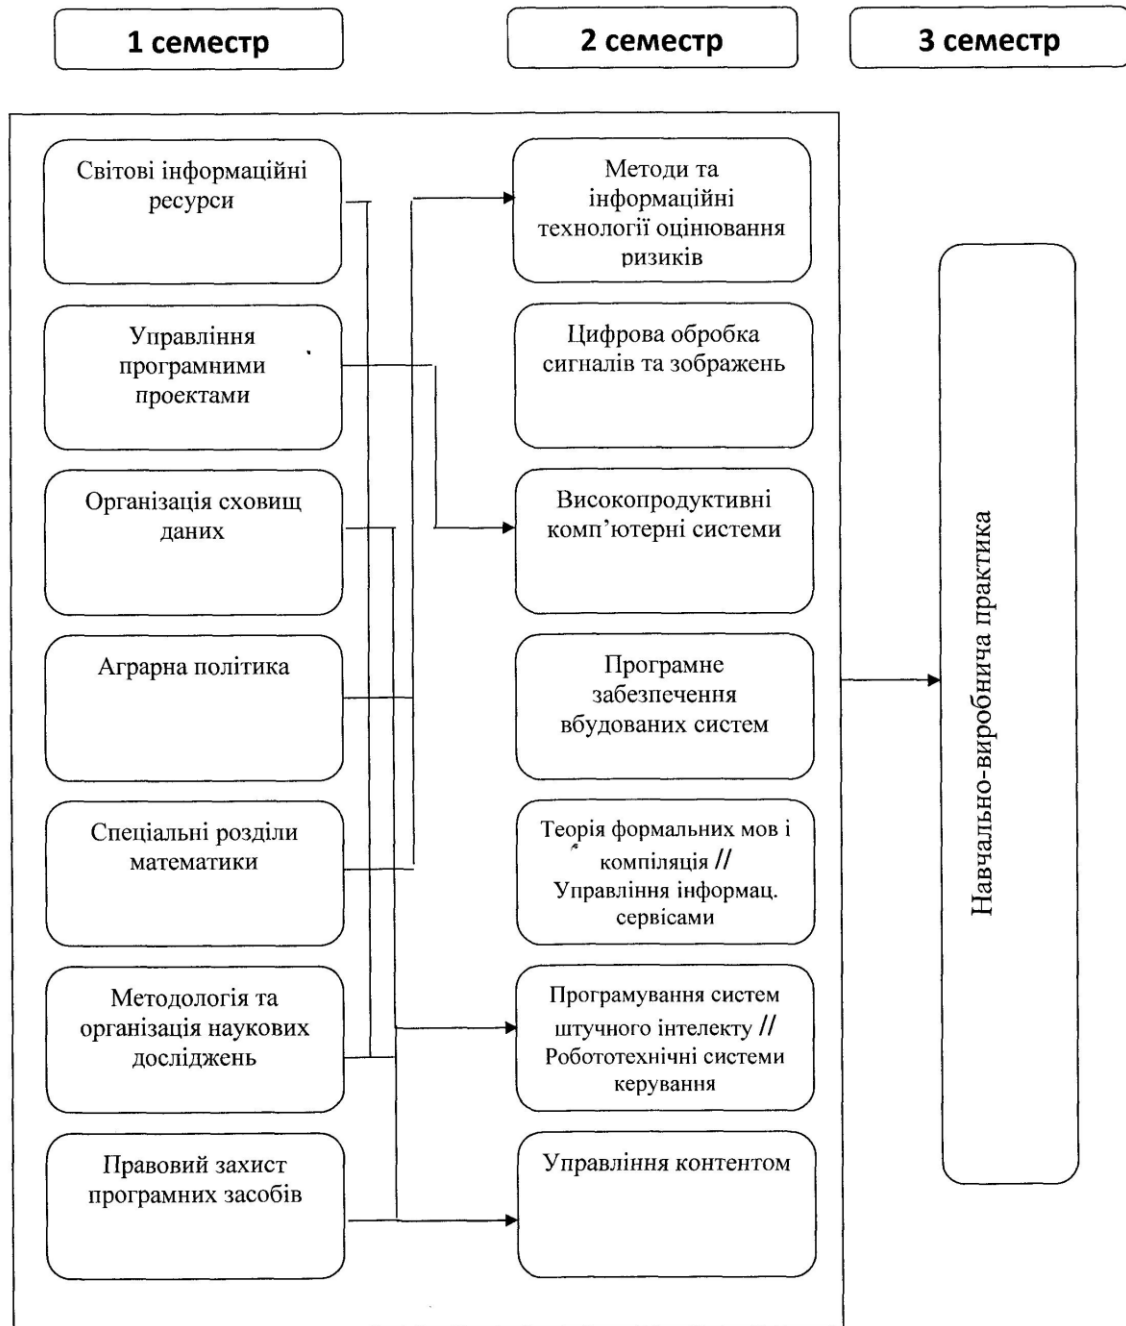 1 семестр
2 семестр
3 семестр
Світові інформаційні
ресурси
Управління
програмними
проектами
Організація сховищ
даних
Аграрна політика
Спеціальні розділи
математики
Методологія та
організація наукових
досліджень
Правовий захист
програмних засобів
Методи та
інформаційні
технології оцінювання
ризиків
Цифрова обробка
сигналів та зображень
Високопродуктивні
комп’ютерні системи
Програмне
забезпечення
вбудованих систем
Теорія формальних мов і
компіляція //
Управління інформац.
сервісами
Програмування систем
штучного інтелекту //
Робототехнічні системи
керування
Управління контентом
Навчально-виробнича практика